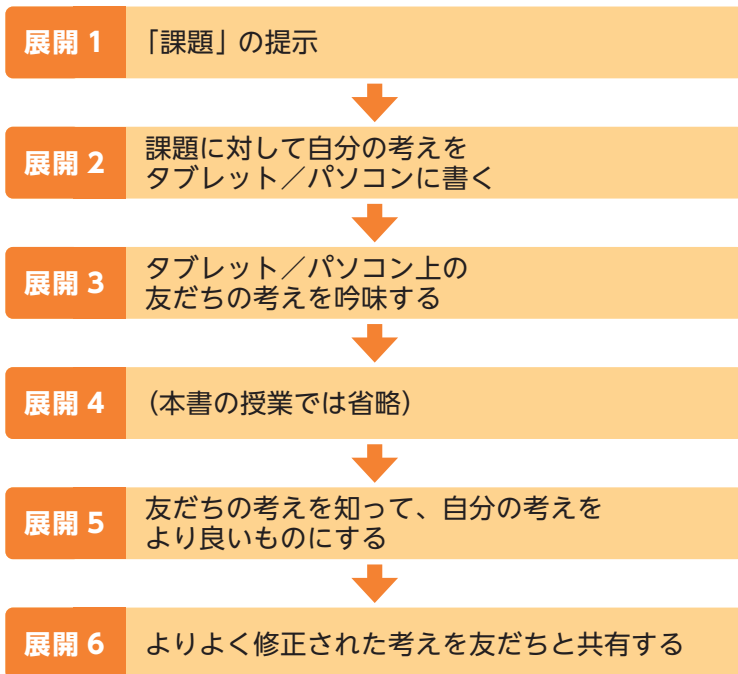 展開 1 「課題」の提示
展開 2 課題に対して自分の考えを
タブレット／パソコンに書く
展開 3 タブレット／パソコン上の
友だちの考えを吟味する
展開 4 （本書の授業では省略）
展開 5 友だちの考えを知って、自分の考えを
より良いものにする
展開 6 よりよく修正された考えを友だちと共有する